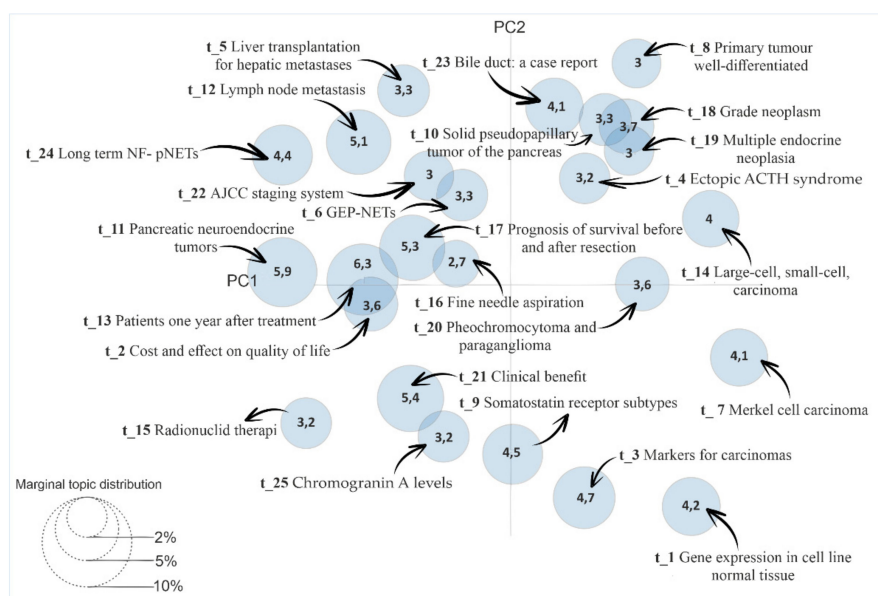 PC2
t_5 Liver transplantation
for hepatic metastases
3,3
t_23 Bile duct: a case report
4,1
3
t_8 Primary tumour
well-differentiated
t_12 Lymph node metastasis
5,1
3,3
3,7
t_18 Grade neoplasm
t_10 Solid pseudopapillary
tumor of the pancreas
3
t_19 Multiple endocrine
neoplasia
t_24 Long term NF- pNETs
4,4
3
3,2
t_4 Ectopic ACTH syndrome
t_22 AJCC staging system
3,3
t_6 GEP-NETs
4
t_11 Pancreatic neuroendocrine
tumors
5,3
t_17 Prognosis of survival before
and after resection
PC1
5,9
6,3
2,7
3,6
t_14 Large-cell, small-cell,
carcinoma
t_16 Fine needle aspiration
3,6
t_13 Patients one year after treatment
t_20 Pheochromocytoma and
paraganglioma
t_2 Cost and effect on quality of life
4,1
t_21 Clinical benefit
5,4
t_9 Somatostatin receptor subtypes
t_7 Merkel cell carcinoma
t_15 Radionuclid therapi
3,2
3,2
4,5
t_3 Markers for carcinomas
t_25 Chromogranin A levels
4,7
4,2
t_1 Gene expression in cell line
normal tissue
Marginal topic distribution
2%
5%
10%